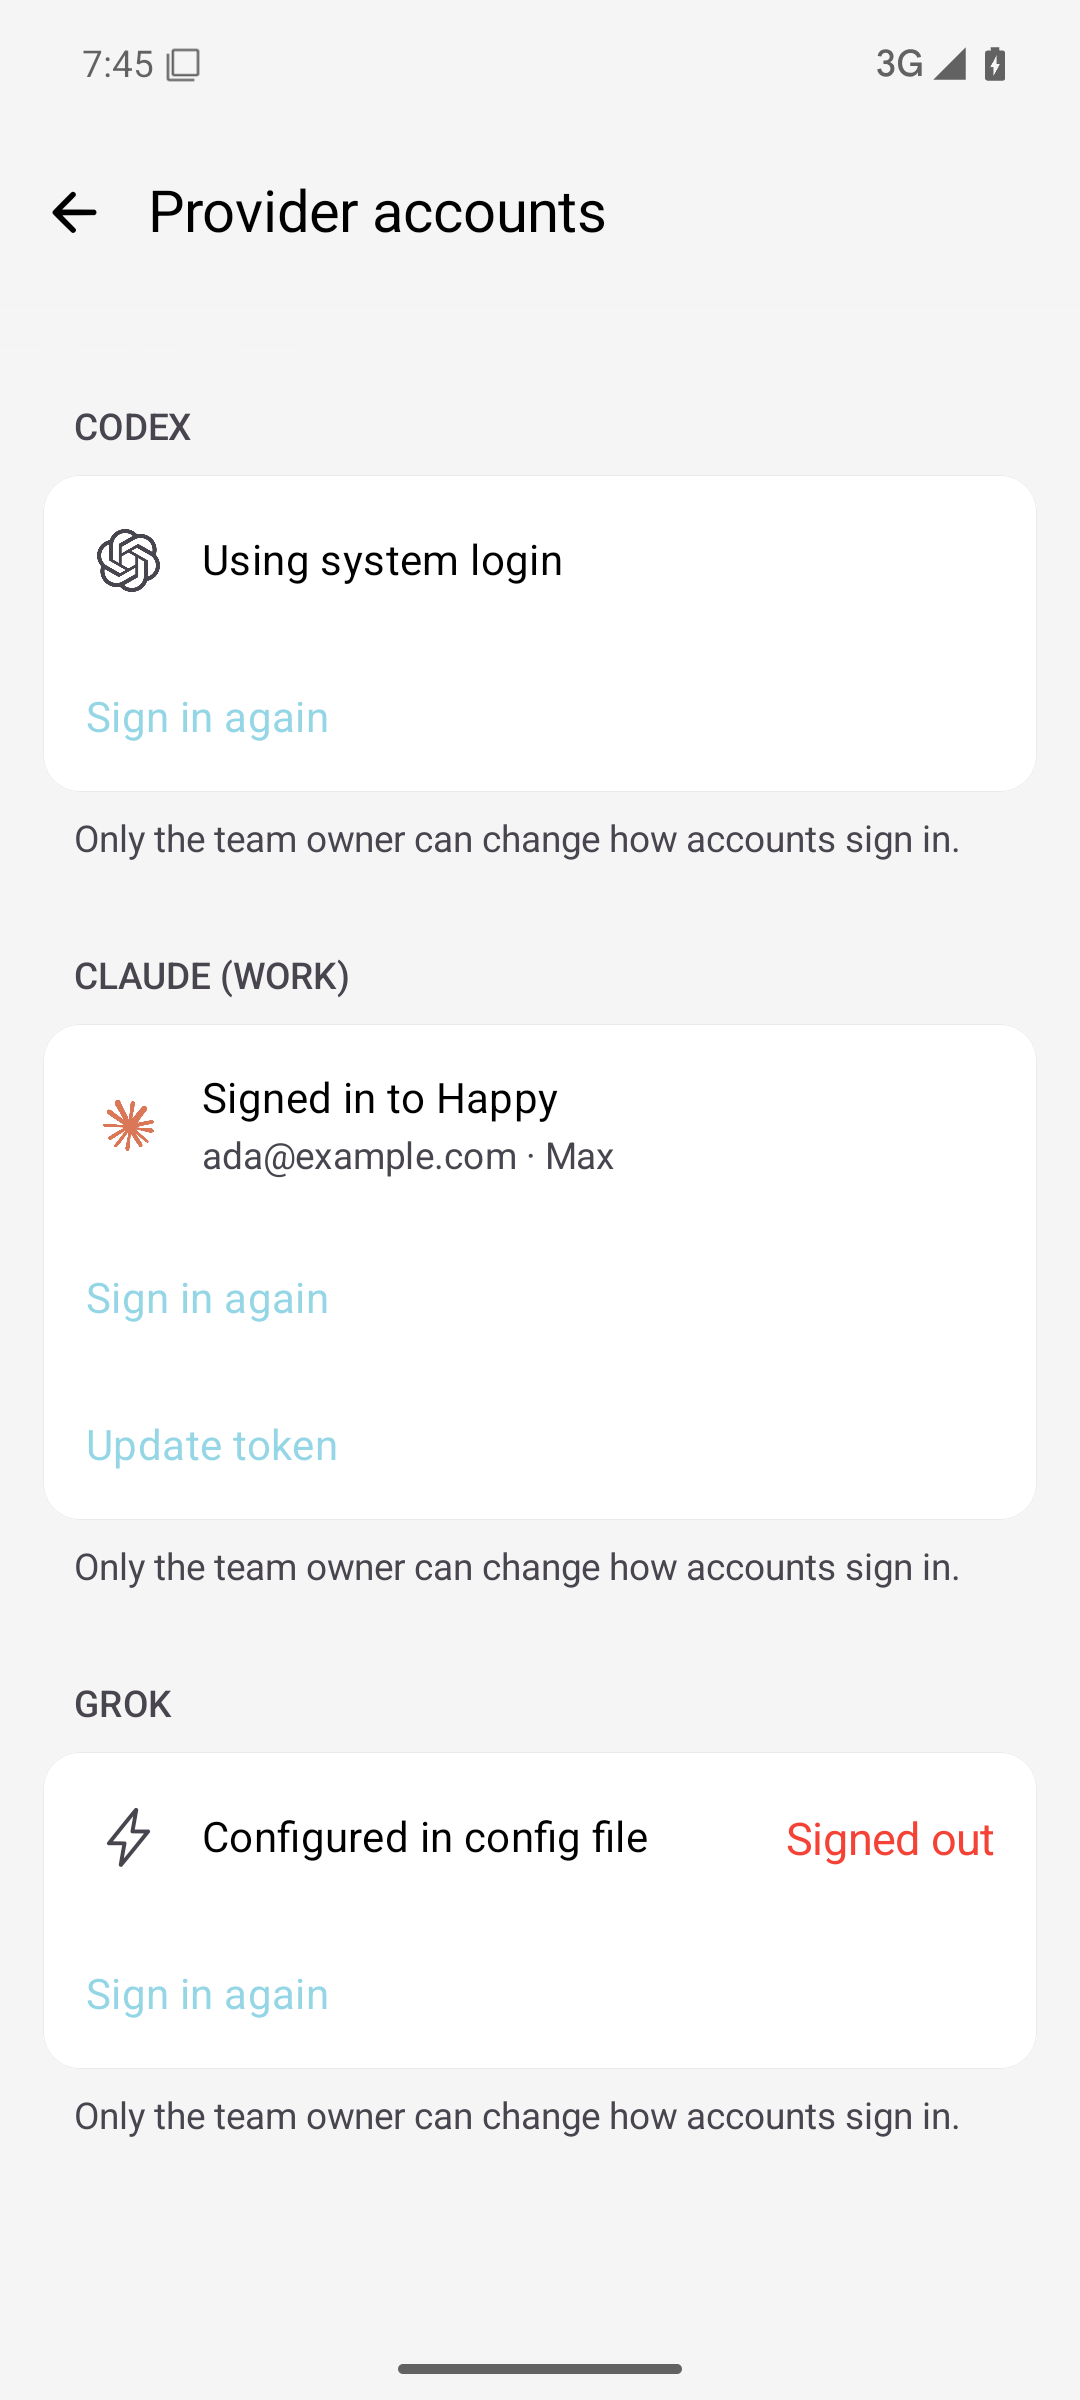 7:45
3G
Provider accounts
CODEX
Using system login
Sign in again
Only the team owner can change how accounts sign in.
CLAUDE (WORK)
Signed in to Happy
ada@example.com · Max
Sign in again
Update token
Only the team owner can change how accounts sign in.
GROK
Configured in config file
Signed out
Sign in again
Only the team owner can change how accounts sign in.